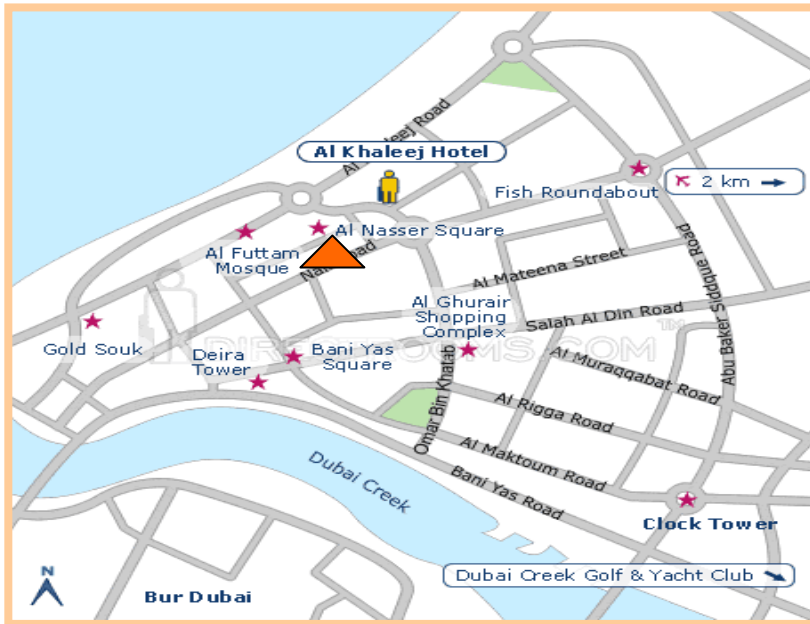 Al Khaleej Road
Al Khaleej Hotel
2 km
Fish Roundabout
Al Nasser Square
Al Futtam
Mosque
Al Mateena Street
Al Ghurair
Shopping
Complex
Salah Al Din Road
Abu Baker Siddque Road
Gold Souk
Deira
Tower
Bani Yas
Square
DIRECTROOMS.COM™
Al Muraqqabat Road
Omar Bin Khatab
Al Rigga Road
Al Maktoum Road
Bani Yas Road
Dubai Creek
Clock Tower
N
Dubai Creek Golf & Yacht Club
Bur Dubai